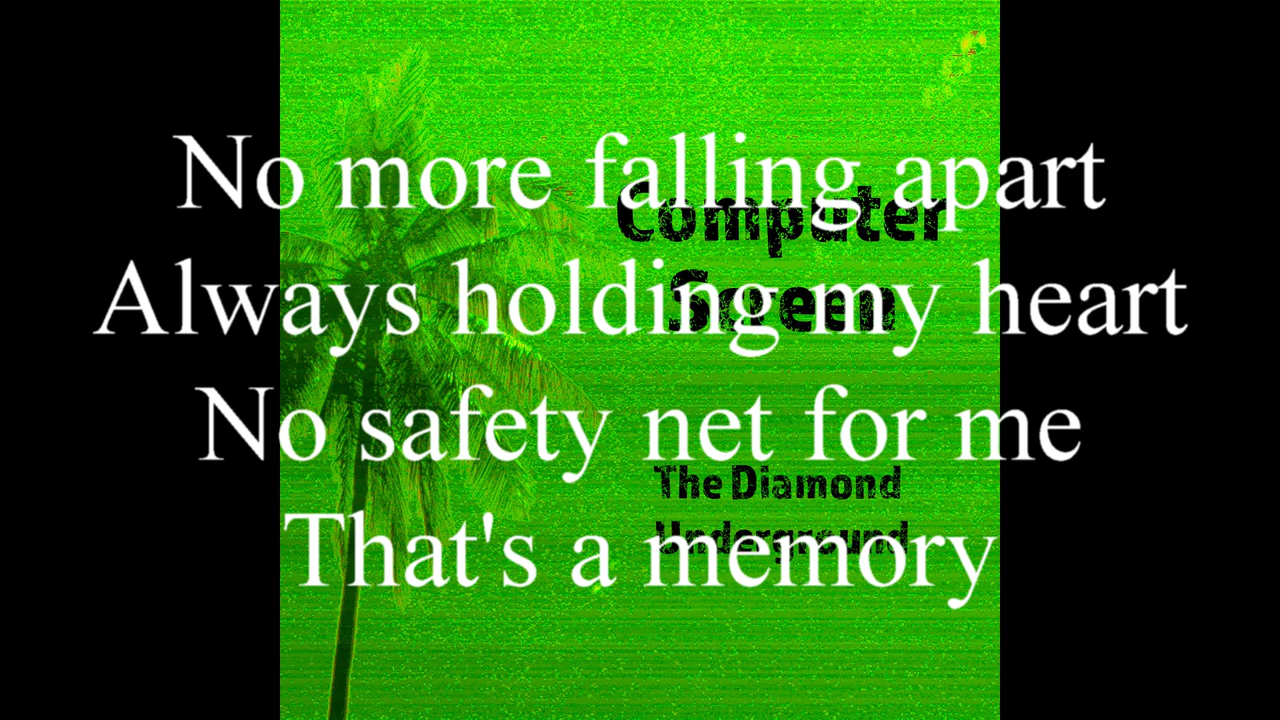 No more falling apart
Computer
Always holding my heart
Screen
No safety net for me
The Diamond
Underground
That's a memory